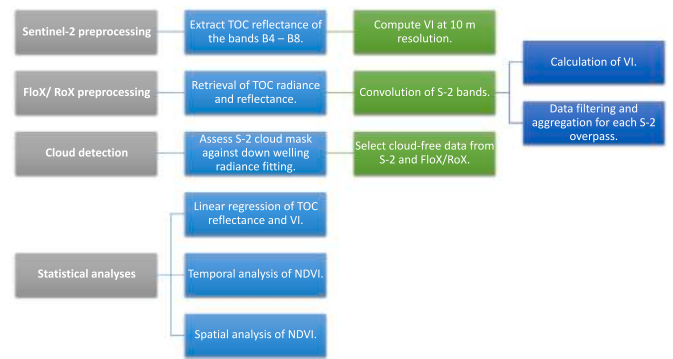 Sentinel-2 preprocessing
Extract TOC reflectance of
the bands B4 – B8.
Compute VI at 10 m
resolution.
FloX/ RoX preprocessing
Retrieval of TOC radiance
and reflectance.
Convolution of S-2 bands.
Calculation of VI.
Data filtering and
aggregation for each S-2
overpass.
Cloud detection
Assess S-2 cloud mask
against down welling
radiance fitting.
Select cloud-free data from
S-2 and FloX/RoX.
Statistical analyses
Linear regression of TOC
reflectance and VI.
Temporal analysis of NDVI.
Spatial analysis of NDVI.